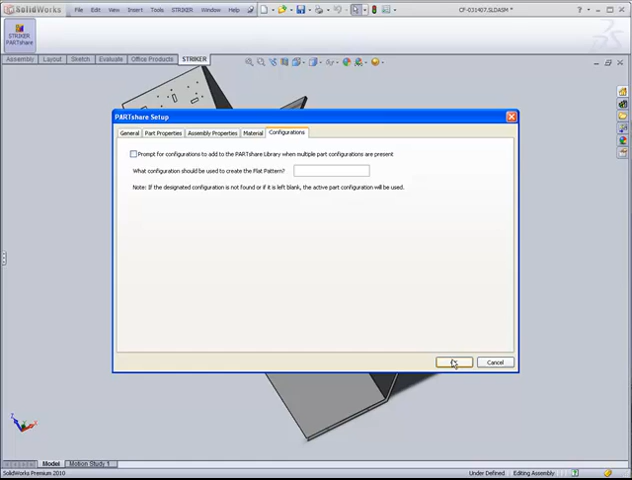 SolidWorks
File Edit View Insert Tools STRIKER Window Help
CF-031407.SLDASM *
STRIKER
PARTshare
Assembly Layout Sketch Evaluate Office Products STRIKER
PARTshare Setup
General Part Properties Assembly Properties Material Configurations
Prompt for configurations to add to the PARTshare Library when multiple part configurations are present
What configuration should be used to create the Flat Pattern?
Note: If the designated configuration is not found or if it is left blank, the active part configuration will be used.
Cancel
Model Motion Study 1
SolidWorks Premium 2010
Under Defined Editing Assembly